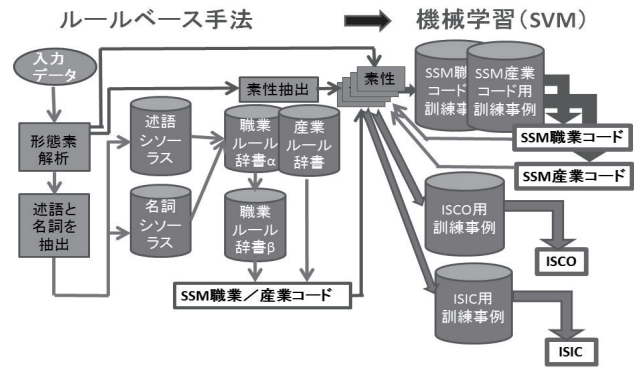 ルールベース手法
機械学習（SVM）
入力
データ
形態素
解析
述語と
名詞を
抽出
述語
シソー
ラス
名詞
シソー
ラス
素性抽出
職業
ルール
辞書α
産業
ルール
辞書
職業
ルール
辞書β
SSM職業／産業コード
素性
SSM職業
コード用
訓練事例
SSM産業
コード用
訓練事例
SSM職業コード
SSM産業コード
ISCO用
訓練事例
ISCO
ISIC用
訓練事例
ISIC